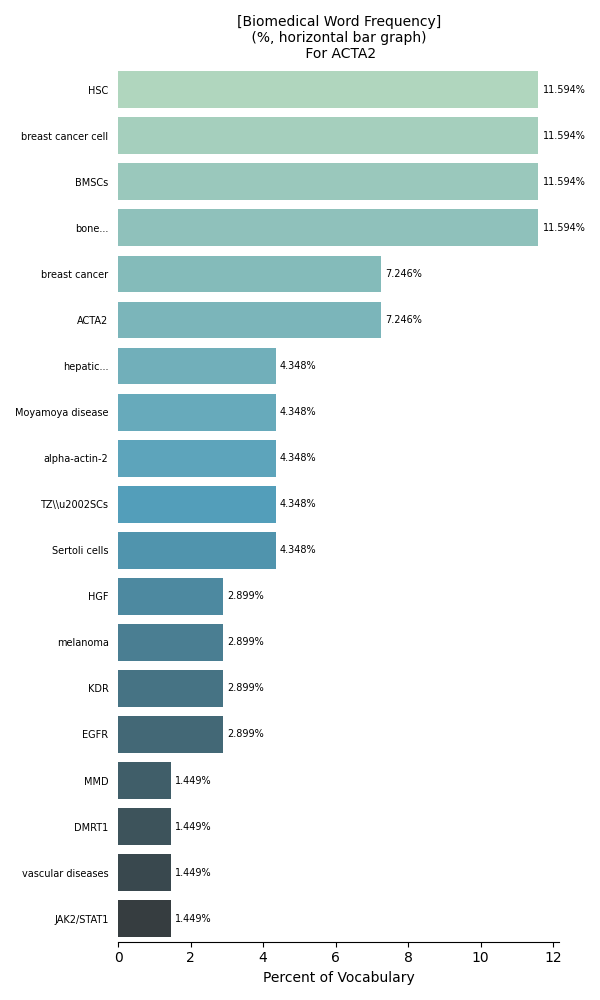 [Biomedical Word Frequency]
(%, horizontal bar graph)
For ACTA2
HSC 11.594%
breast cancer cell 11.594%
BMSCs 11.594%
bone... 11.594%
breast cancer 7.246%
ACTA2 7.246%
hepatic... 4.348%
Moyamoya disease 4.348%
alpha-actin-2 4.348%
TZ\\u2002SCs 4.348%
Sertoli cells 4.348%
HGF 2.899%
melanoma 2.899%
KDR 2.899%
EGFR 2.899%
MMD 1.449%
DMRT1 1.449%
vascular diseases 1.449%
JAK2/STAT1 1.449%
0 2 4 6 8 10 12
Percent of Vocabulary